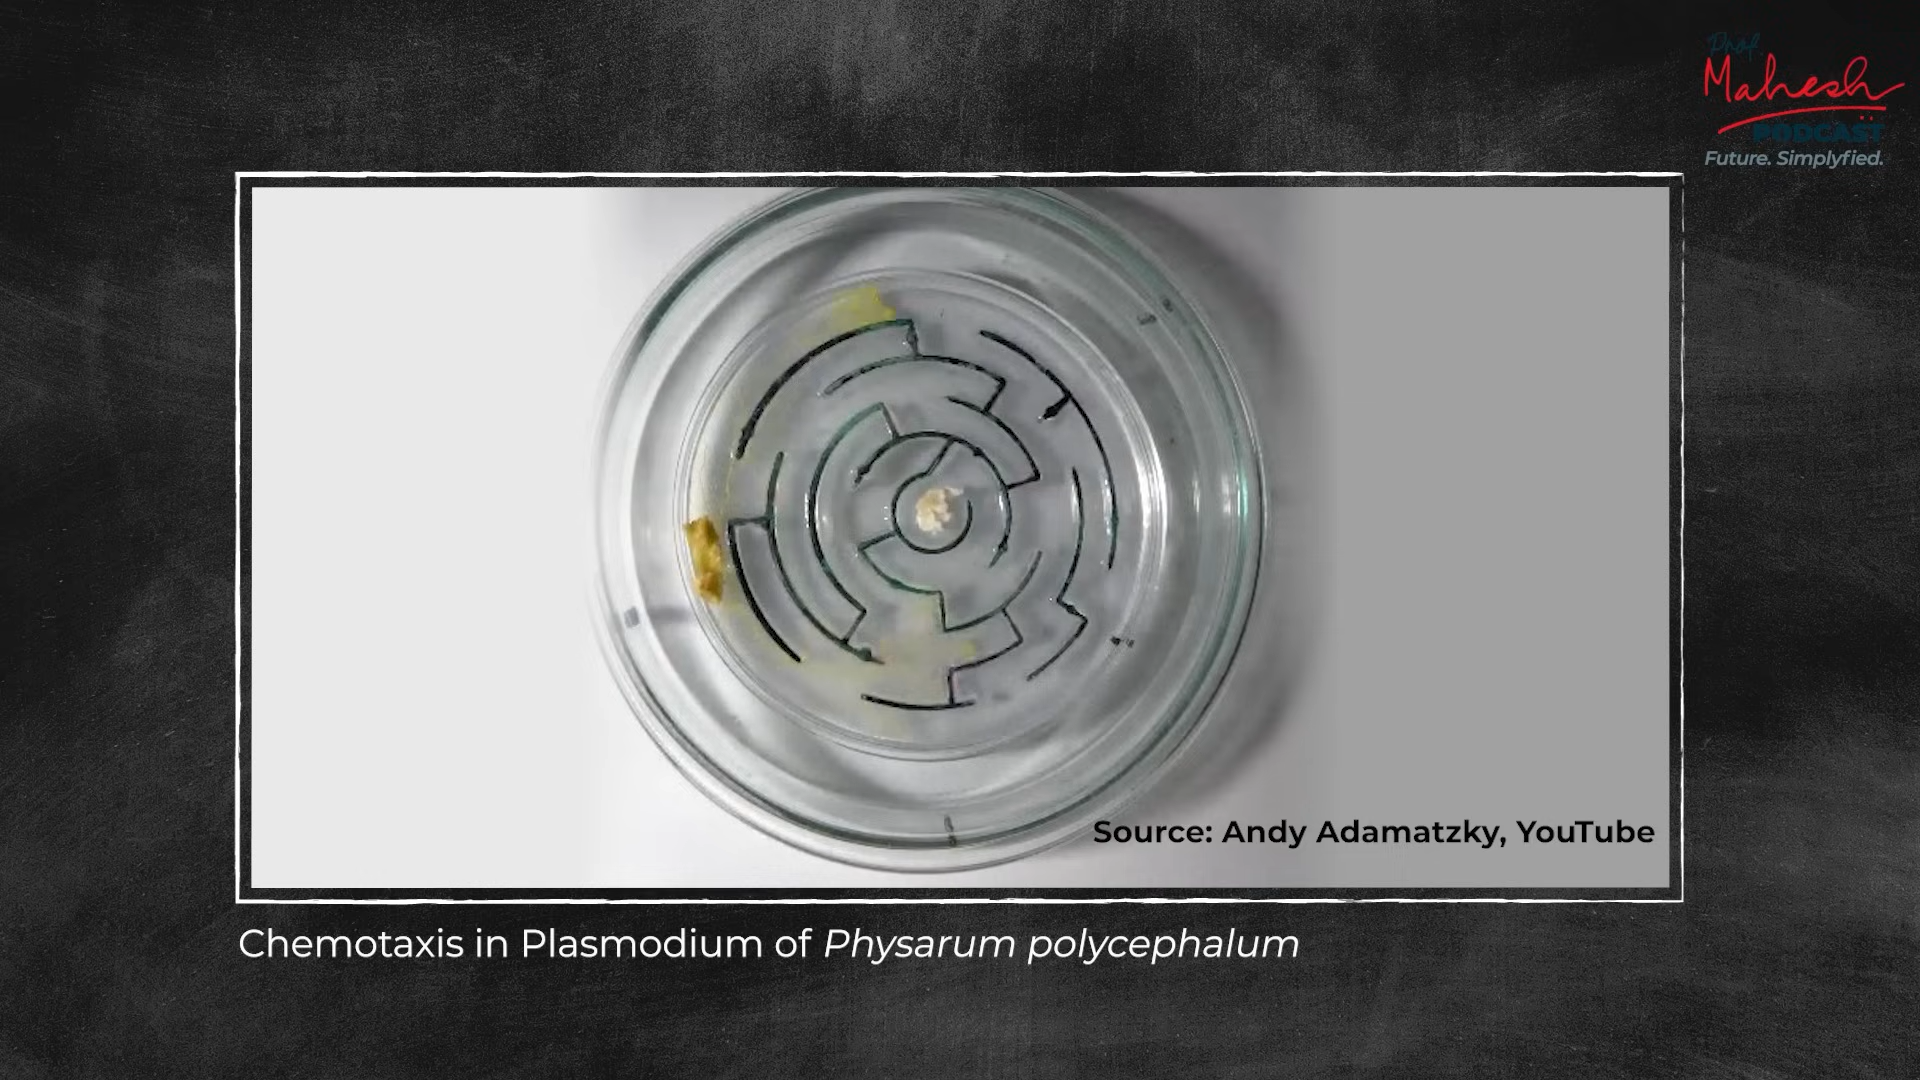 Prof.
Mahesh
PODCAST
Future. Simplyfied.
Source: Andy Adamatzky, YouTube
Chemotaxis in Plasmodium of Physarum polycephalum